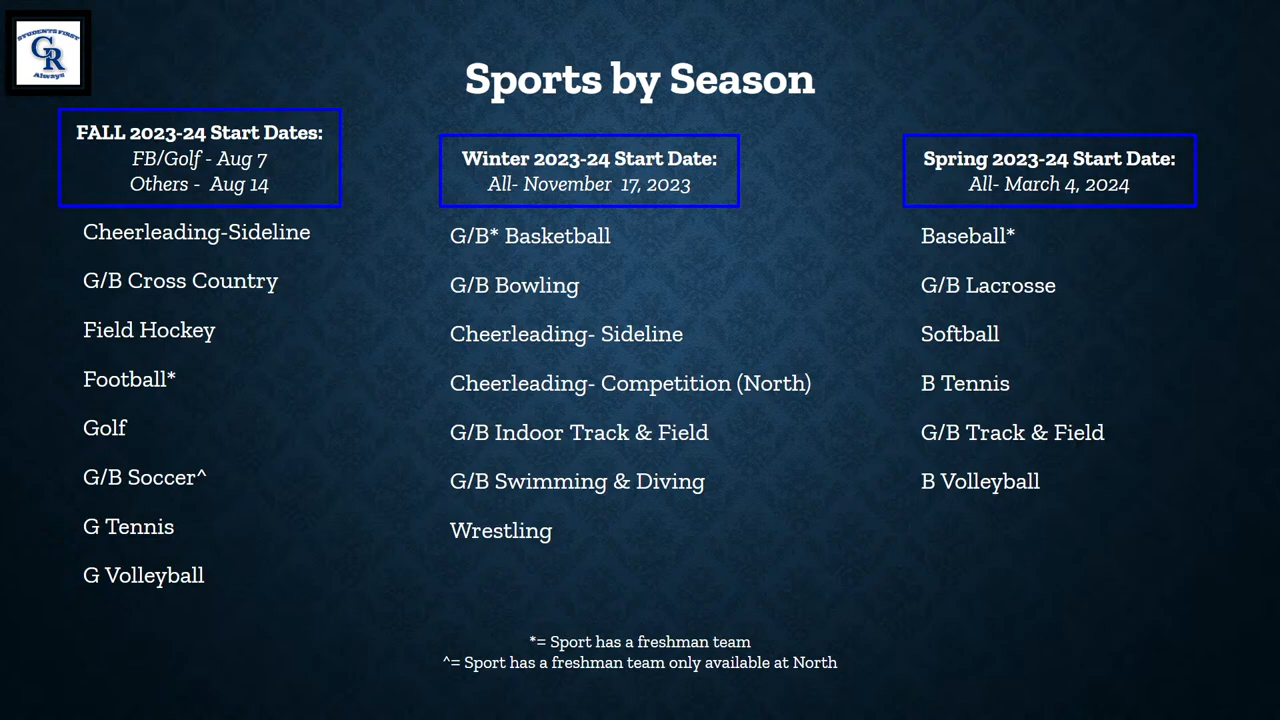 STUDENTS FIRST
GR
Always
Sports by Season
FALL 2023-24 Start Dates:
FB/Golf - Aug 7
Others - Aug 14
Cheerleading-Sideline
G/B Cross Country
Field Hockey
Football*
Golf
G/B Soccer^
G Tennis
G Volleyball
Winter 2023-24 Start Date:
All- November 17, 2023
G/B* Basketball
G/B Bowling
Cheerleading- Sideline
Cheerleading- Competition (North)
G/B Indoor Track & Field
G/B Swimming & Diving
Wrestling
Spring 2023-24 Start Date:
All- March 4, 2024
Baseball*
G/B Lacrosse
Softball
B Tennis
G/B Track & Field
B Volleyball
*= Sport has a freshman team
^= Sport has a freshman team only available at North